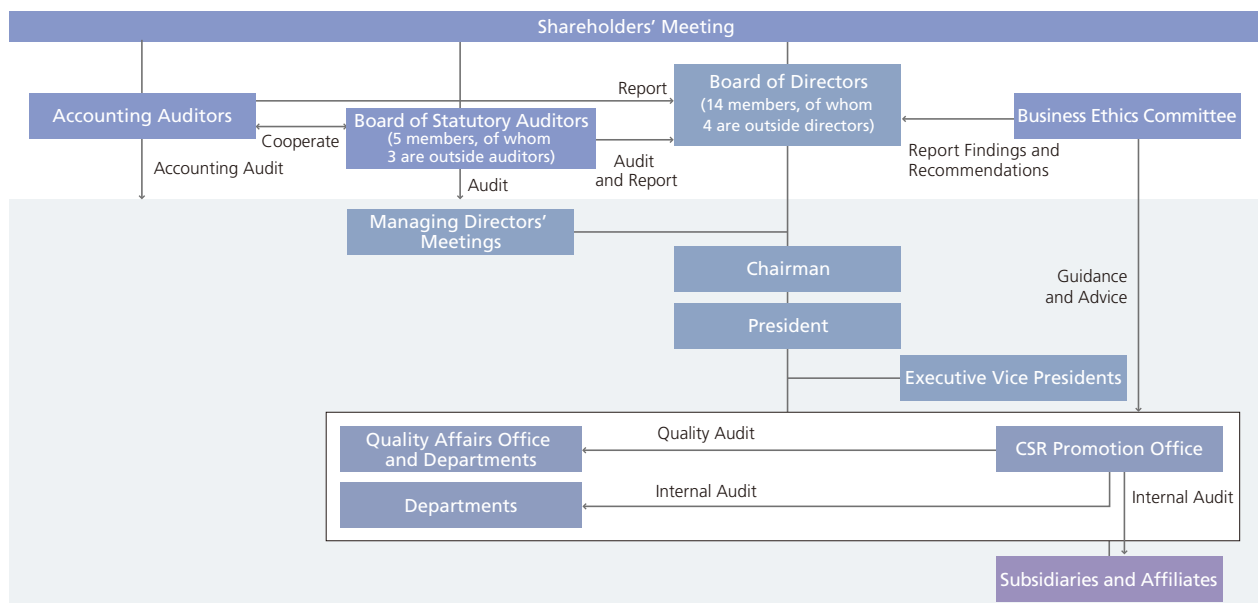 Shareholders' Meeting
Accounting Auditors
Cooperate
Accounting Audit
Board of Statutory Auditors
(5 members, of whom
3 are outside auditors)
Report
Audit
and Report
Audit
Board of Directors
(14 members, of whom
4 are outside directors)
Business Ethics Committee
Report Findings and
Recommendations
Managing Directors'
Meetings
Chairman
President
Guidance
and Advice
Executive Vice Presidents
Quality Affairs Office
and Departments
Quality Audit
CSR Promotion Office
Departments
Internal Audit
Internal Audit
Subsidiaries and Affiliates